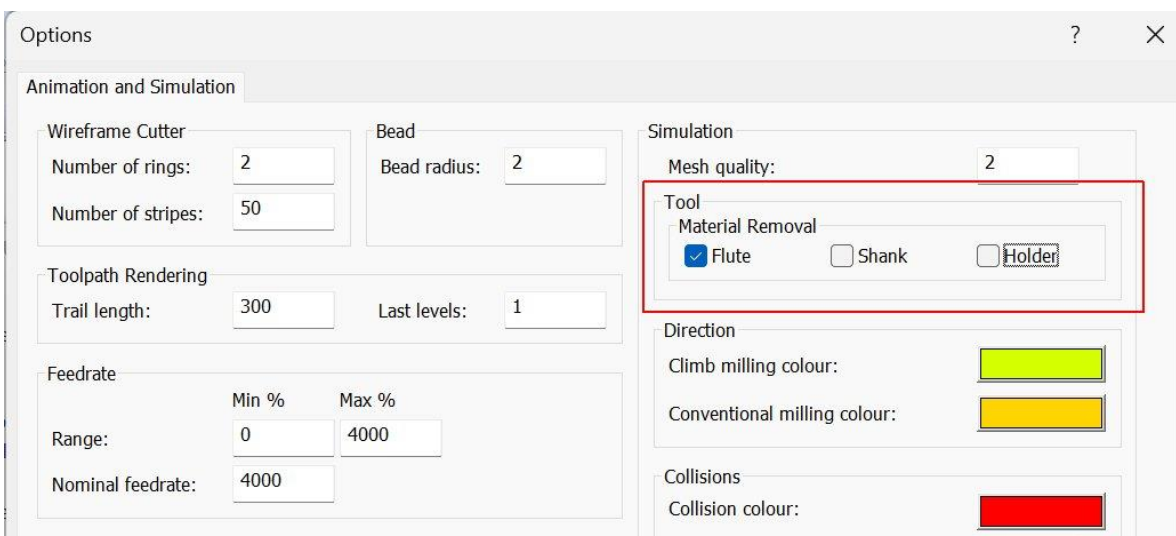 Options
?
Animation and Simulation
Wireframe Cutter
Number of rings: 2
Number of stripes: 50
Bead
Bead radius: 2
Toolpath Rendering
Trail length: 300 Last levels: 1
Feedrate
Min % Max %
Range: 0 4000
Nominal feedrate: 4000
Simulation
Mesh quality: 2
Tool
Material Removal
Flute Shank Holder
Direction
Climb milling colour:
Conventional milling colour:
Collisions
Collision colour: